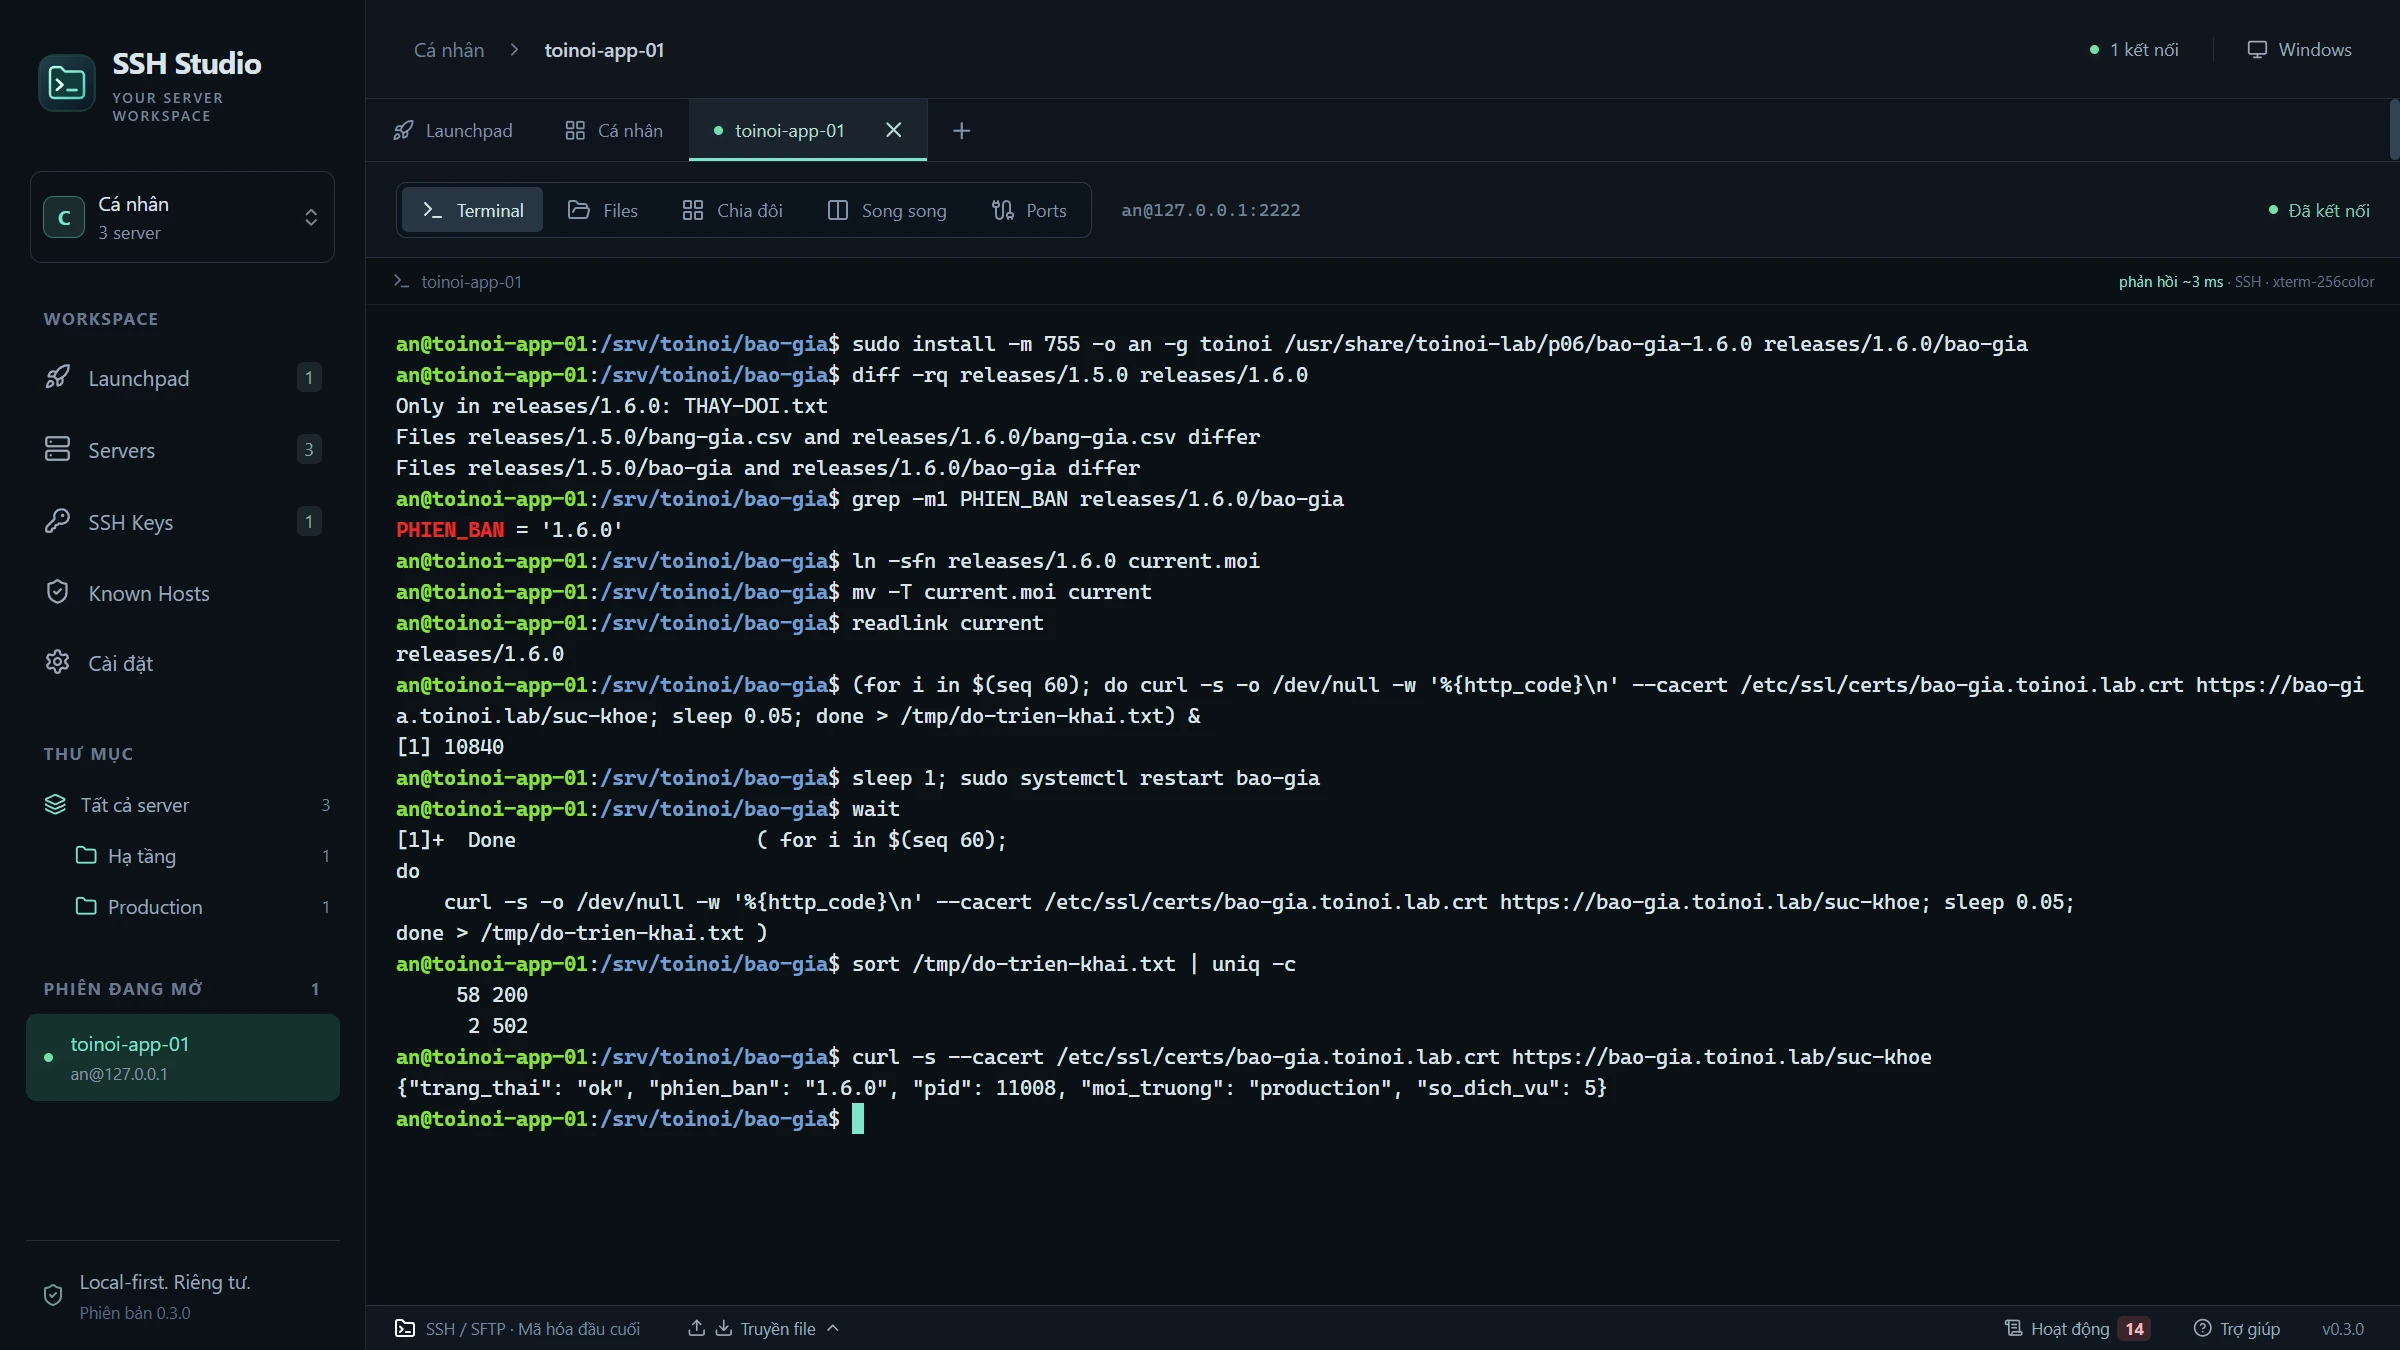 SSH Studio
YOUR SERVER
WORKSPACE
C
Cá nhân
3 server
WORKSPACE
Launchpad 1
Servers 3
SSH Keys 1
Known Hosts
Cài đặt
THƯ MỤC
Tất cả server 3
Hạ tầng 1
Production 1
PHIÊN ĐANG MỞ 1
toinoi-app-01
an@127.0.0.1
Local-first. Riêng tư.
Phiên bản 0.3.0
Cá nhân > toinoi-app-01
1 kết nối
Windows
Launchpad
Cá nhân
toinoi-app-01
Terminal
Files
Chia đôi
Song song
Ports
an@127.0.0.1:2222
Đã kết nối
toinoi-app-01
phản hồi ~3 ms · SSH · xterm-256color
an@toinoi-app-01:/srv/toinoi/bao-gia$ sudo install -m 755 -o an -g toinoi /usr/share/toinoi-lab/p06/bao-gia-1.6.0 releases/1.6.0/bao-gia
an@toinoi-app-01:/srv/toinoi/bao-gia$ diff -rq releases/1.5.0 releases/1.6.0
Only in releases/1.6.0: THAY-DOI.txt
Files releases/1.5.0/bang-gia.csv and releases/1.6.0/bang-gia.csv differ
Files releases/1.5.0/bao-gia and releases/1.6.0/bao-gia differ
an@toinoi-app-01:/srv/toinoi/bao-gia$ grep -m1 PHIEN_BAN releases/1.6.0/bao-gia
PHIEN_BAN = '1.6.0'
an@toinoi-app-01:/srv/toinoi/bao-gia$ ln -sfn releases/1.6.0 current.moi
an@toinoi-app-01:/srv/toinoi/bao-gia$ mv -T current.moi current
an@toinoi-app-01:/srv/toinoi/bao-gia$ readlink current
releases/1.6.0
an@toinoi-app-01:/srv/toinoi/bao-gia$ (for i in $(seq 60); do curl -s -o /dev/null -w '%{http_code}\n' --cacert /etc/ssl/certs/bao-gia.toinoi.lab.crt https://bao-gi
a.toinoi.lab/suc-khoe; sleep 0.05; done > /tmp/do-trien-khai.txt) &
[1] 10840
an@toinoi-app-01:/srv/toinoi/bao-gia$ sleep 1; sudo systemctl restart bao-gia
an@toinoi-app-01:/srv/toinoi/bao-gia$ wait
[1]+  Done                    ( for i in $(seq 60);
do
    curl -s -o /dev/null -w '%{http_code}\n' --cacert /etc/ssl/certs/bao-gia.toinoi.lab.crt https://bao-gia.toinoi.lab/suc-khoe; sleep 0.05;
done > /tmp/do-trien-khai.txt )
an@toinoi-app-01:/srv/toinoi/bao-gia$ sort /tmp/do-trien-khai.txt | uniq -c
     58 200
      2 502
an@toinoi-app-01:/srv/toinoi/bao-gia$ curl -s --cacert /etc/ssl/certs/bao-gia.toinoi.lab.crt https://bao-gia.toinoi.lab/suc-khoe
{"trang_thai": "ok", "phien_ban": "1.6.0", "pid": 11008, "moi_truong": "production", "so_dich_vu": 5}
an@toinoi-app-01:/srv/toinoi/bao-gia$
SSH / SFTP · Mã hóa đầu cuối
Truyền file
Hoạt động 14
Trợ giúp
v0.3.0